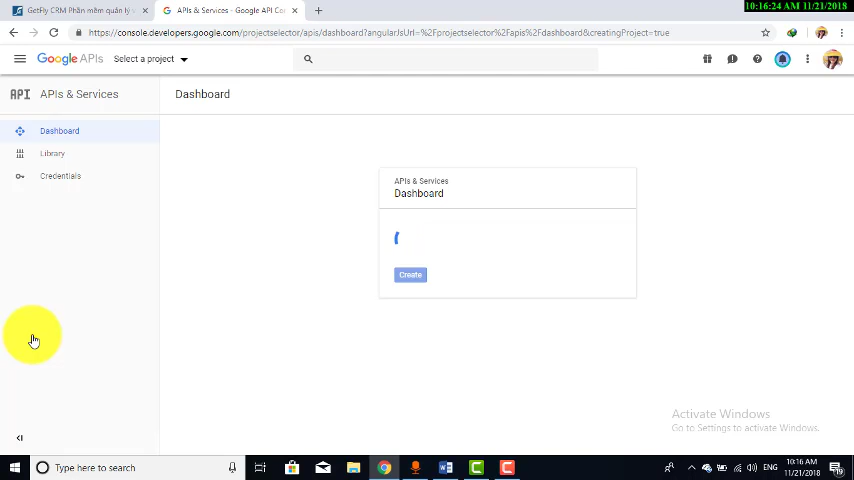 10:16:24 AM 11/21/2018
GetFly CRM Phần mềm quản lý v
APIs & Services - Google API Co
https://console.developers.google.com/projectselector/apis/dashboard?angularJsUrl=%2Fprojectselector%2Fapis%2Fdashboard&creatingProject=true
Google APIs
Select a project
API APIs & Services
Dashboard
Dashboard
Library
Credentials
APIs & Services
Dashboard
Create
Activate Windows
Go to Settings to activate Windows.
Type here to search
ENG
10:16 AM
11/21/2018
19